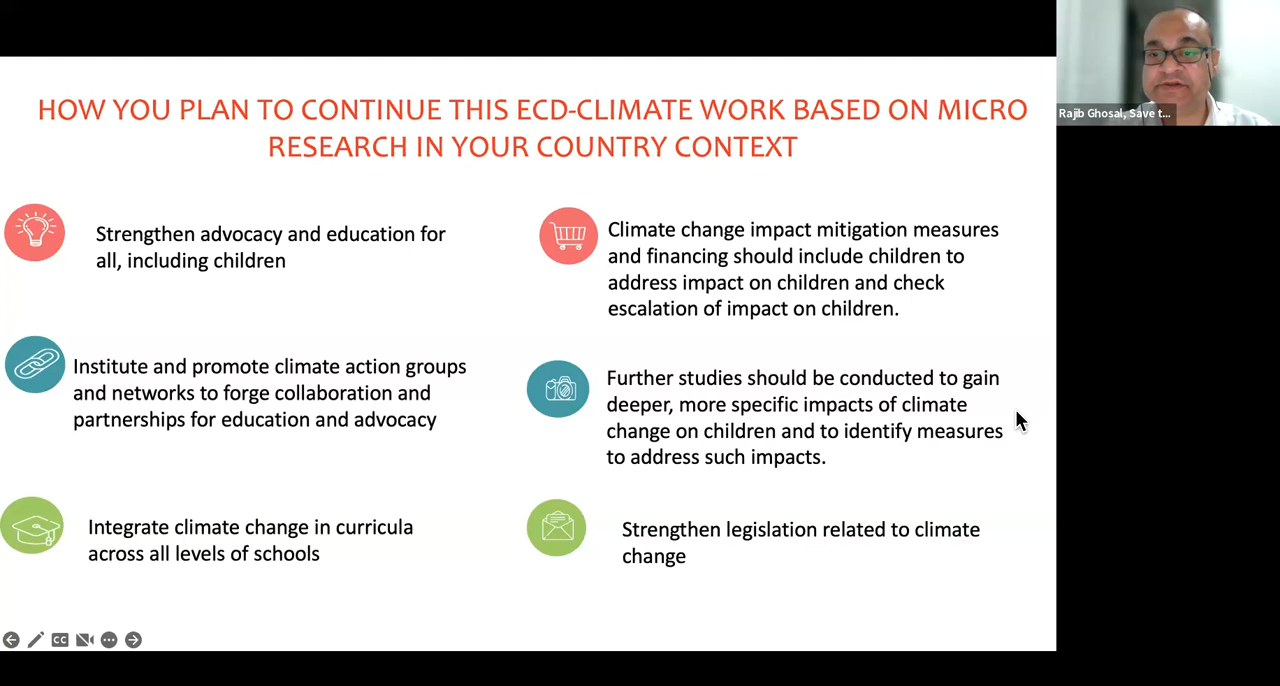 HOW YOU PLAN TO CONTINUE THIS ECD-CLIMATE WORK BASED ON MICRO
RESEARCH IN YOUR COUNTRY CONTEXT
Strengthen advocacy and education for
all, including children
Institute and promote climate action groups
and networks to forge collaboration and
partnerships for education and advocacy
Integrate climate change in curricula
across all levels of schools
Climate change impact mitigation measures
and financing should include children to
address impact on children and check
escalation of impact on children.
Further studies should be conducted to gain
deeper, more specific impacts of climate
change on children and to identify measures
to address such impacts.
Strengthen legislation related to climate
change
Rajib Ghosal, Save t...
CC